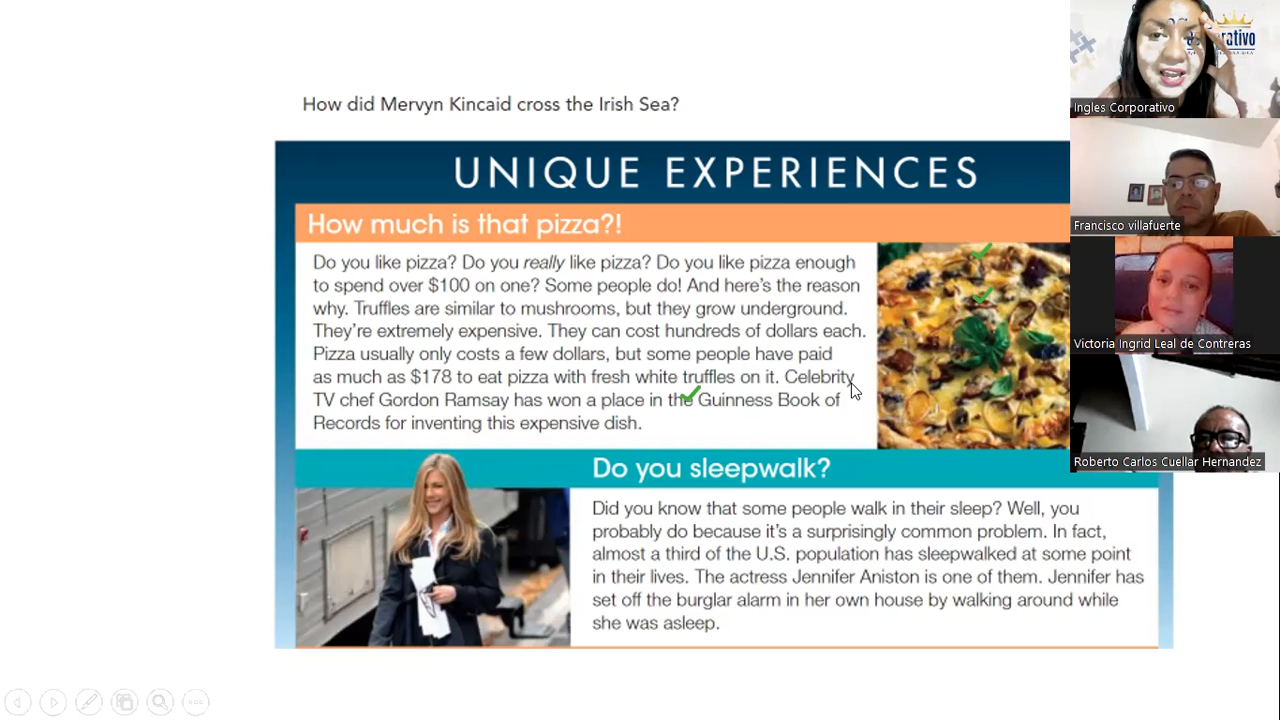 How did Mervyn Kincaid cross the Irish Sea?
UNIQUE EXPERIENCES
How much is that pizza?!
Do you like pizza? Do you really like pizza? Do you like pizza enough
to spend over $100 on one? Some people do! And here's the reason
why. Truffles are similar to mushrooms, but they grow underground.
They're extremely expensive. They can cost hundreds of dollars each.
Pizza usually only costs a few dollars, but some people have paid
as much as $178 to eat pizza with fresh white truffles on it. Celebrity
TV chef Gordon Ramsay has won a place in the Guinness Book of
Records for inventing this expensive dish.
Do you sleepwalk?
Did you know that some people walk in their sleep? Well, you
probably do because it's a surprisingly common problem. In fact,
almost a third of the U.S. population has sleepwalked at some point
in their lives. The actress Jennifer Aniston is one of them. Jennifer has
set off the burglar alarm in her own house by walking around while
she was asleep.
Ingles Corporativo
Francisco villafuerte
Victoria Ingrid Leal de Contreras
Roberto Carlos Cuellar Hernandez